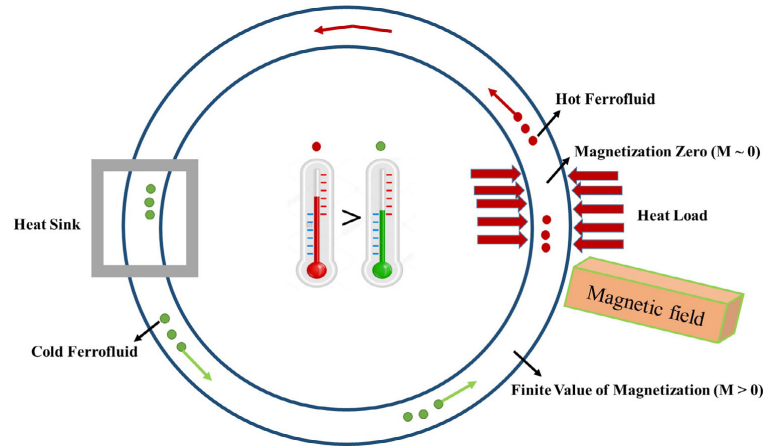 Hot Ferrofluid
Magnetization Zero (M ~ 0)
Heat Load
Heat Sink
>
Magnetic field
Cold Ferrofluid
Finite Value of Magnetization (M > 0)